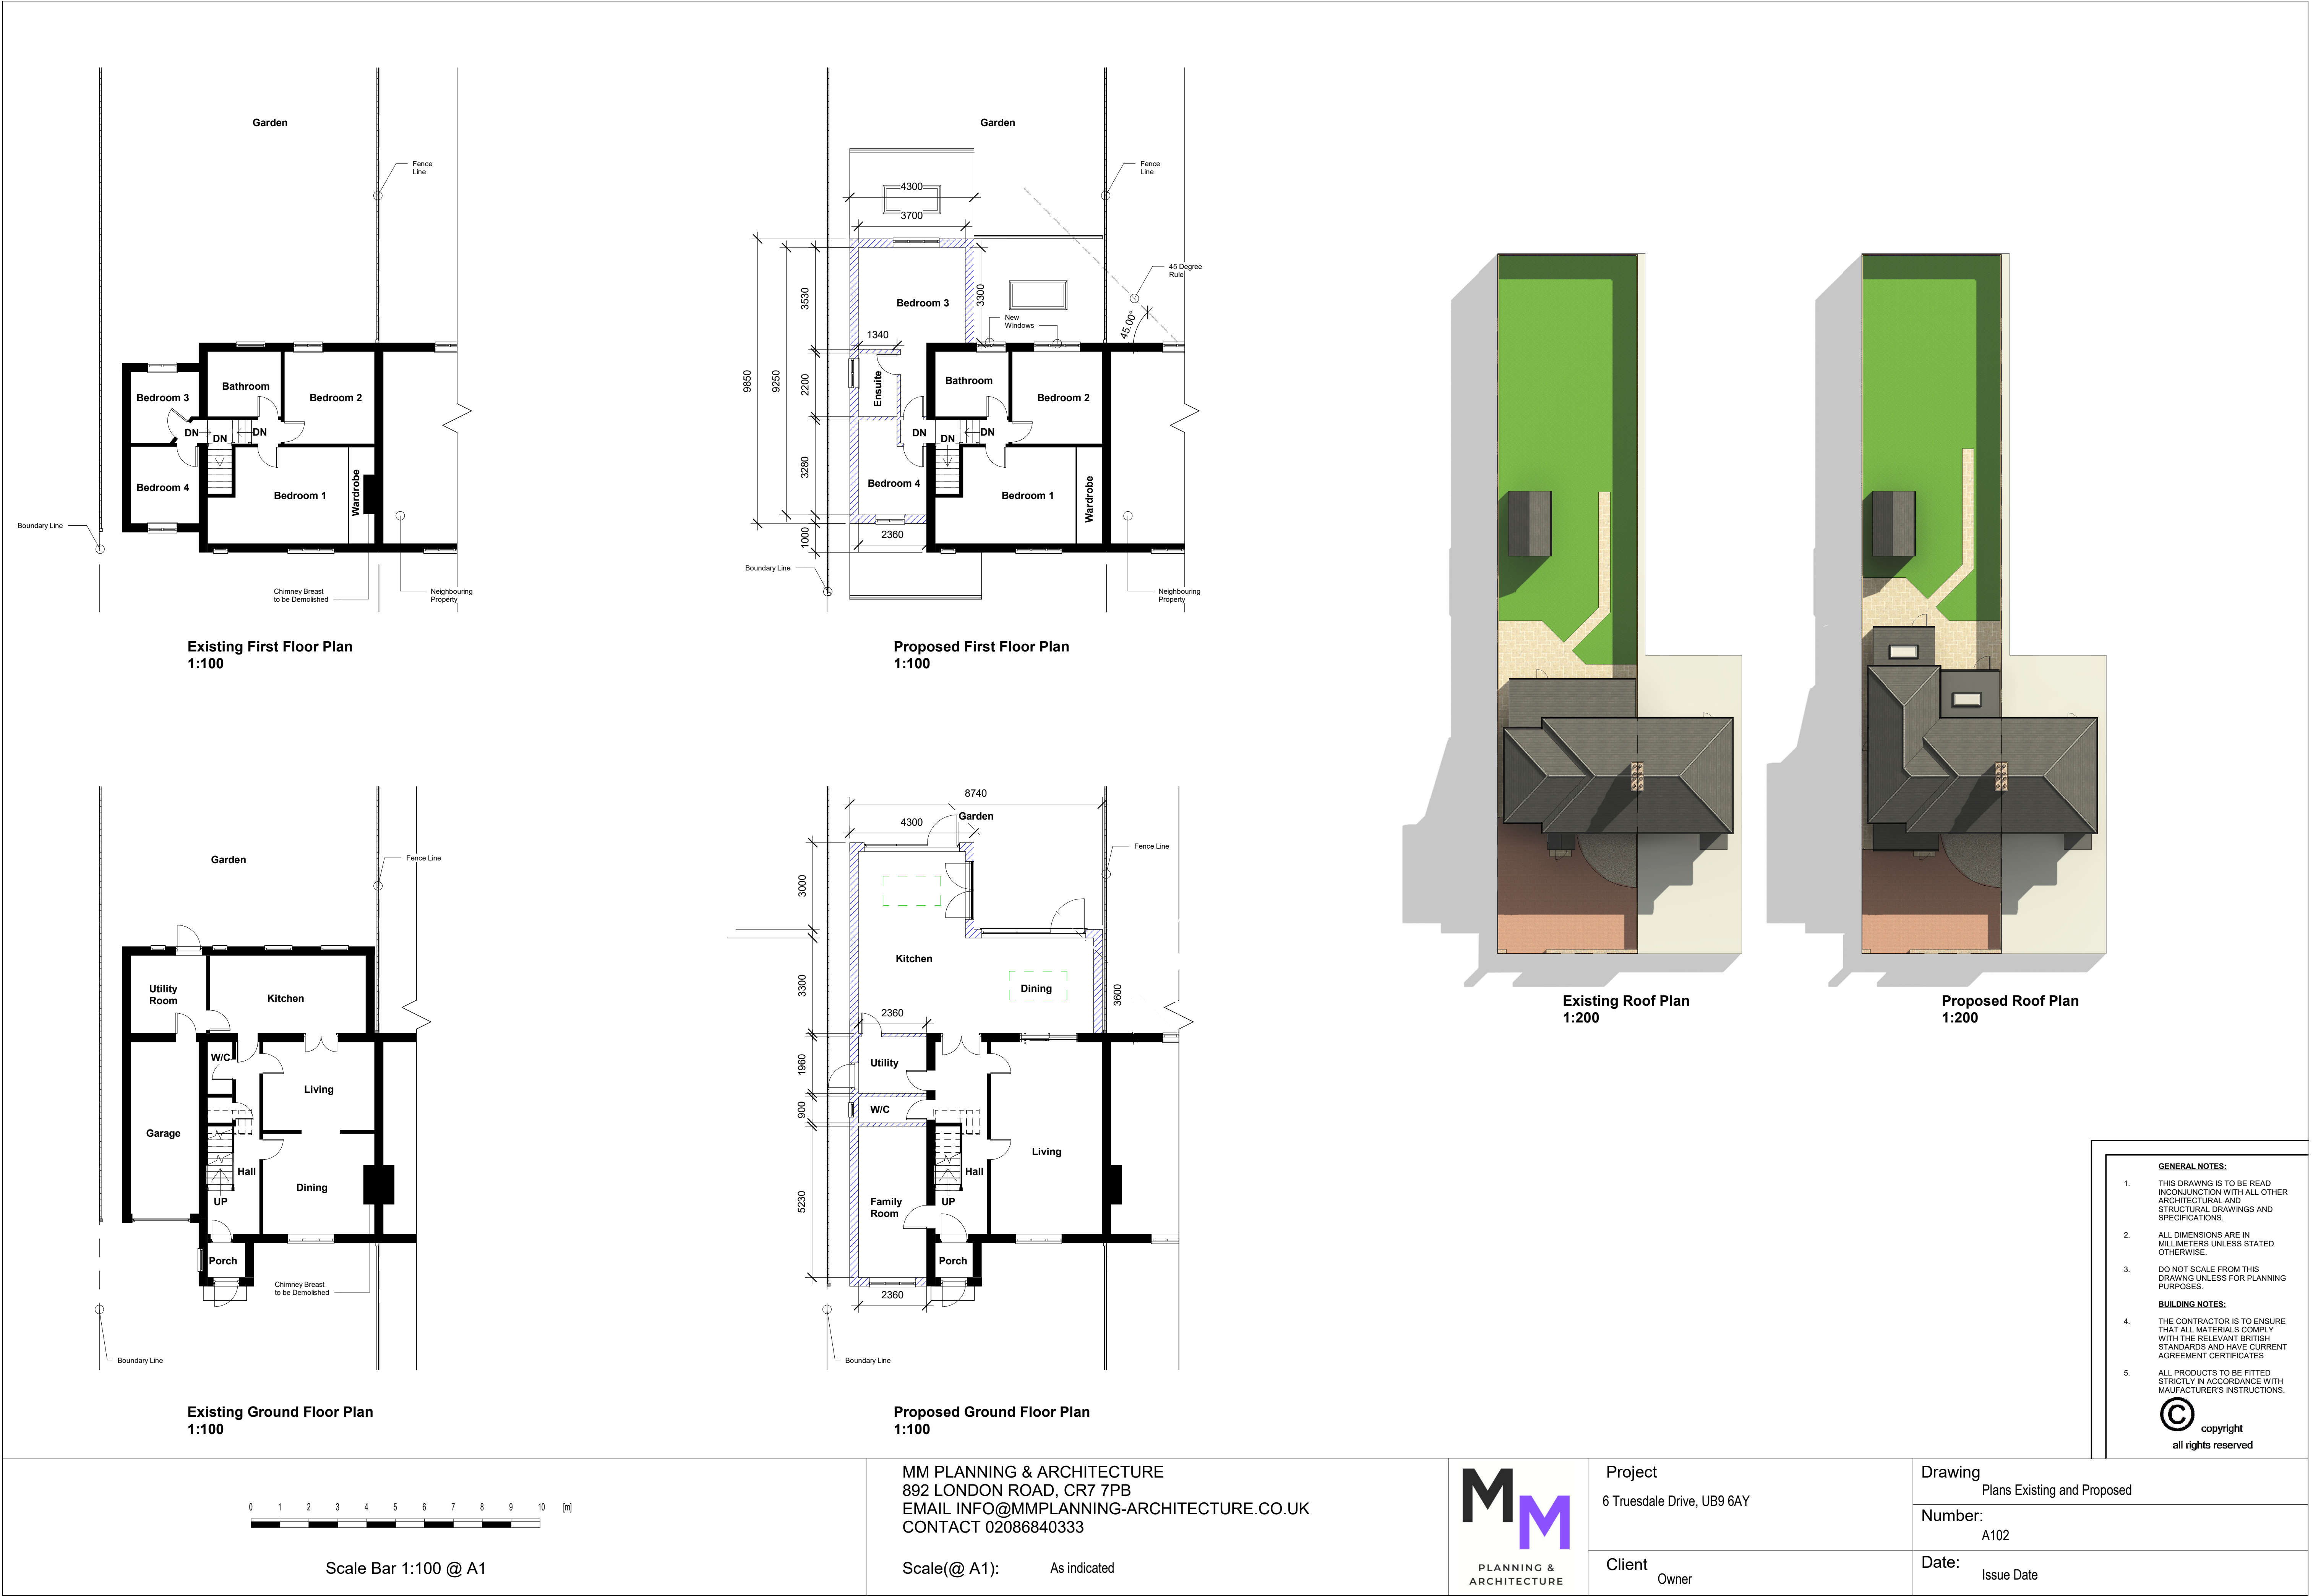 Garden
Fence
Line
Bedroom 3
Bathroom
Bedroom 2
DN
DN
DN
Bedroom 4
Bedroom 1
Wardrobe
Boundary Line
Chimney Breast
to be Demolished
Neighbouring
Property
Existing First Floor Plan
1:100
Garden
Fence
Line
4300
3700
45 Degree
Rule
45.00°
Bedroom 3
3530
3300
New
Windows
1340
9850
9250
2200
Ensuite
Bathroom
Bedroom 2
DN
DN
DN
3280
Bedroom 4
Bedroom 1
Wardrobe
1000
2360
Boundary Line
Neighbouring
Property
Proposed First Floor Plan
1:100
Existing Roof Plan
1:200
Proposed Roof Plan
1:200
Garden
Fence Line
Utility
Room
Kitchen
W/C
Living
Garage
Hall
Dining
UP
Porch
Chimney Breast
to be Demolished
Boundary Line
Existing Ground Floor Plan
1:100
8740
Garden
4300
Fence Line
3000
Kitchen
3300
Dining
3600
2360
1960
Utility
900
W/C
Living
5230
Hall
Family
Room
UP
Porch
2360
Boundary Line
Proposed Ground Floor Plan
1:100
GENERAL NOTES:
1. THIS DRAWNG IS TO BE READ
INCONJUNCTION WITH ALL OTHER
ARCHITECTURAL AND
STRUCTURAL DRAWINGS AND
SPECIFICATIONS.
2. ALL DIMENSIONS ARE IN
MILLIMETERS UNLESS STATED
OTHERWISE.
3. DO NOT SCALE FROM THIS
DRAWNG UNLESS FOR PLANNING
PURPOSES.
BUILDING NOTES:
4. THE CONTRACTOR IS TO ENSURE
THAT ALL MATERIALS COMPLY
WITH THE RELEVANT BRITISH
STANDARDS AND HAVE CURRENT
AGREEMENT CERTIFICATES
5. ALL PRODUCTS TO BE FITTED
STRICTLY IN ACCORDANCE WITH
MAUFACTURER'S INSTRUCTIONS.
© copyright
all rights reserved
0 1 2 3 4 5 6 7 8 9 10 [m]
Scale Bar 1:100 @ A1
MM PLANNING & ARCHITECTURE
892 LONDON ROAD, CR7 7PB
EMAIL INFO@MMPLANNING-ARCHITECTURE.CO.UK
CONTACT 02086840333
Scale(@ A1): As indicated
MM
PLANNING &
ARCHITECTURE
Project
6 Truesdale Drive, UB9 6AY
Client
Owner
Drawing
Plans Existing and Proposed
Number:
A102
Date:
Issue Date